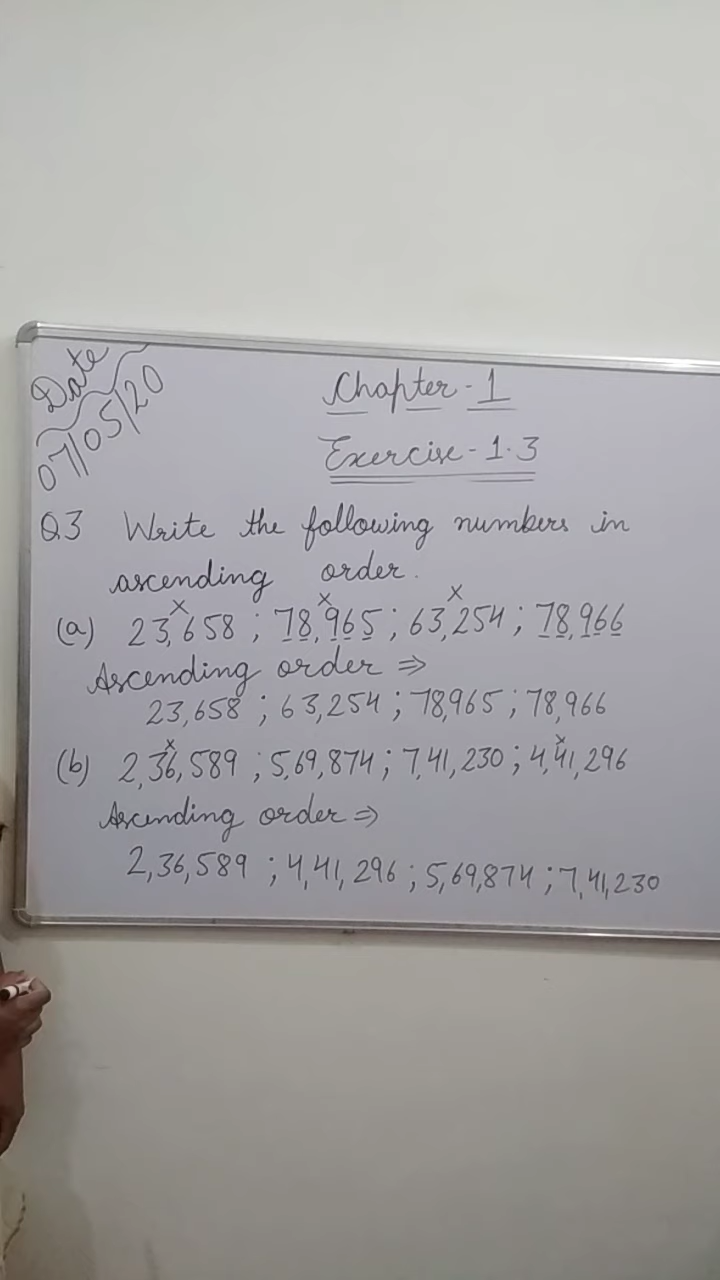 Date
07/05/20
Chapter-1
Exercise-1.3
Q.3 Write the following numbers in
ascending order.
(a) 23,658 ; 78,965 ; 63,254 ; 78,966
Ascending order ⇒
23,658 ; 63,254 ; 78,965 ; 78,966
(b) 2,36,589 ; 5,69,874 ; 7,41,230 ; 4,41,296
Ascending order ⇒
2,36,589 ; 4,41,296 ; 5,69,874 ; 7,41,230